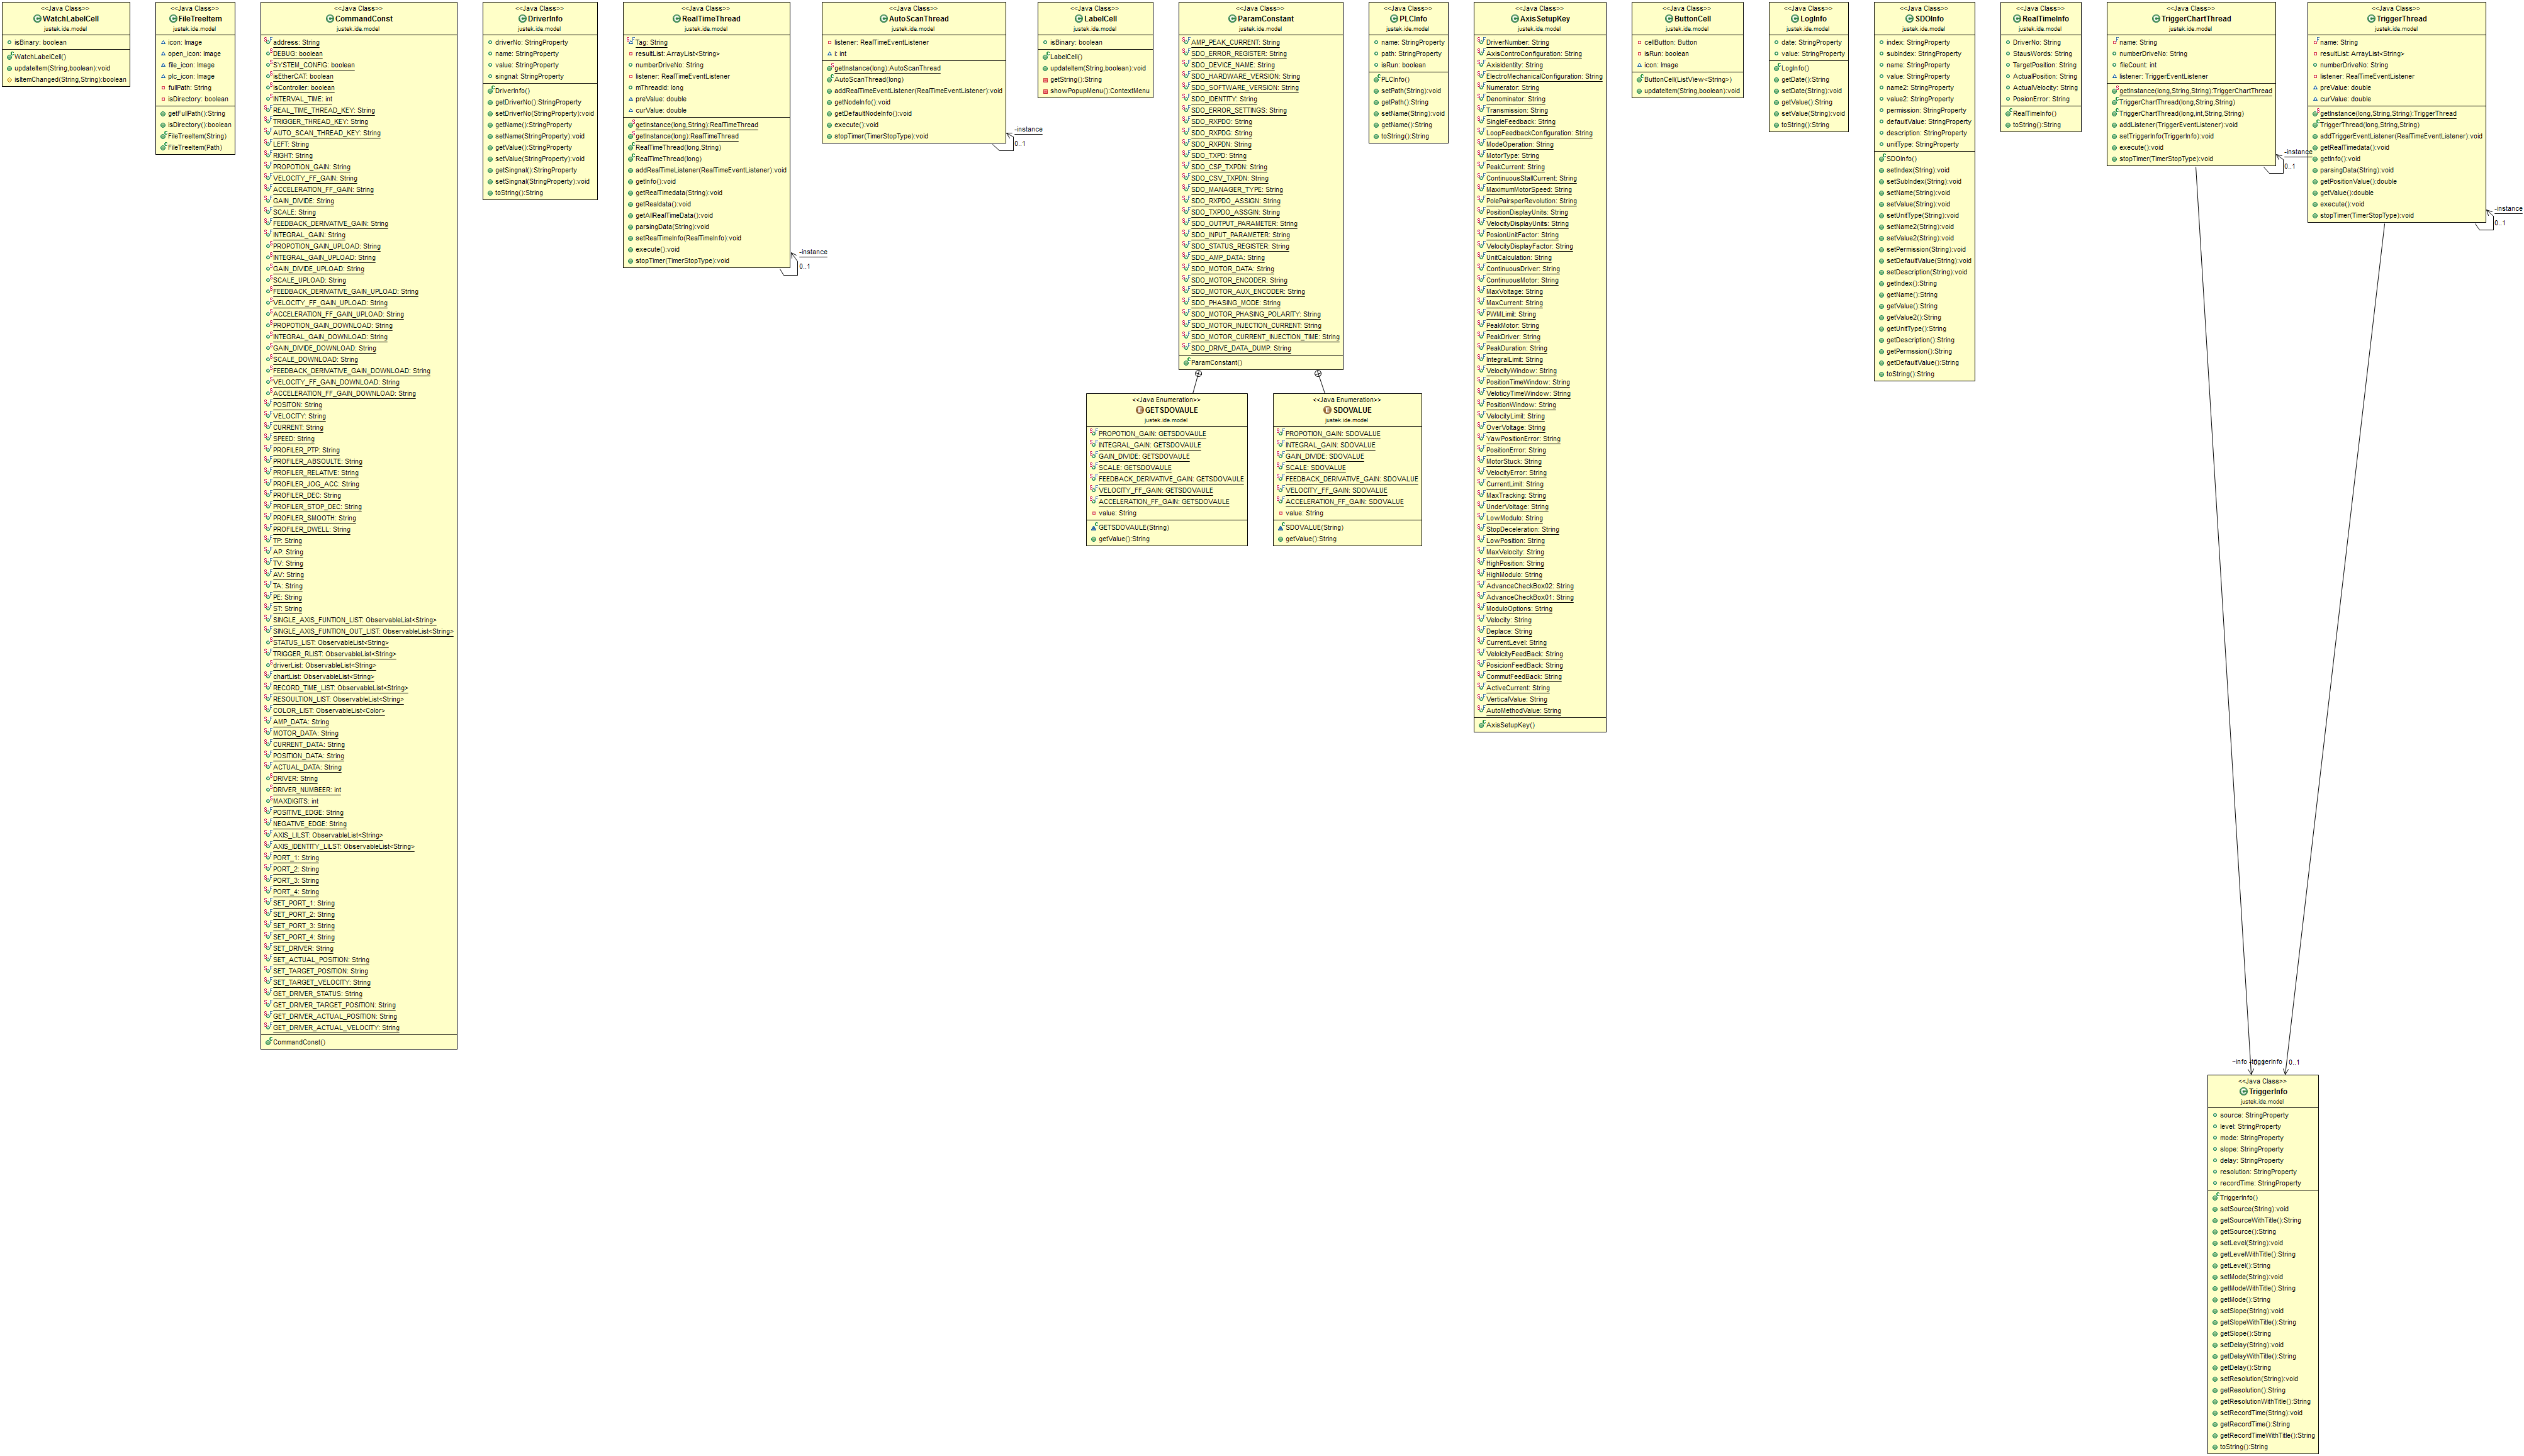 <<Java Class>>
WatchLabelCell
justek.ide.model
isBinary: boolean
WatchLabelCell()
updateItem(String,boolean):void
isItemChanged(String,String):boolean
<<Java Class>>
FileTreeItem
justek.ide.model
icon: Image
open_icon: Image
file_icon: Image
plc_icon: Image
fullPath: String
isDirectory: boolean
getFullPath():String
isDirectory():boolean
FileTreeItem(String)
FileTreeItem(Path)
<<Java Class>>
CommandConst
justek.ide.model
address: String
DEBUG: boolean
SYSTEM_CONFIG: boolean
isEtherCAT: boolean
isController: boolean
INTERVAL_TIME: int
REAL_TIME_THREAD_KEY: String
TRIGGER_THREAD_KEY: String
AUTO_SCAN_THREAD_KEY: String
LEFT: String
RIGHT: String
PROPOTION_GAIN: String
VELOCITY_FF_GAIN: String
ACCELERATION_FF_GAIN: String
GAIN_DIVIDE: String
SCALE: String
FEEDBACK_DERIVATIVE_GAIN: String
INTEGRAL_GAIN: String
PROPOTION_GAIN_UPLOAD: String
INTEGRAL_GAIN_UPLOAD: String
GAIN_DIVIDE_UPLOAD: String
SCALE_UPLOAD: String
FEEDBACK_DERIVATIVE_GAIN_UPLOAD: String
VELOCITY_FF_GAIN_UPLOAD: String
ACCELERATION_FF_GAIN_UPLOAD: String
PROPOTION_GAIN_DOWNLOAD: String
INTEGRAL_GAIN_DOWNLOAD: String
GAIN_DIVIDE_DOWNLOAD: String
SCALE_DOWNLOAD: String
FEEDBACK_DERIVATIVE_GAIN_DOWNLOAD: String
VELOCITY_FF_GAIN_DOWNLOAD: String
ACCELERATION_FF_GAIN_DOWNLOAD: String
POSITON: String
VELOCITY: String
CURRENT: String
SPEED: String
PROFILER_PTP: String
PROFILER_ABSOULTE: String
PROFILER_RELATIVE: String
PROFILER_JOG_ACC: String
PROFILER_DEC: String
PROFILER_STOP_DEC: String
PROFILER_SMOOTH: String
PROFILER_DWELL: String
TP: String
AP: String
TV: String
AV: String
TA: String
PE: String
ST: String
SINGLE_AXIS_FUNTION_LIST: ObservableList<String>
SINGLE_AXIS_FUNTION_OUT_LIST: ObservableList<String>
STATUS_LIST: ObservableList<String>
TRIGGER_RLIST: ObservableList<String>
driverList: ObservableList<String>
chartList: ObservableList<String>
RECORD_TIME_LIST: ObservableList<String>
RESOULTION_LIST: ObservableList<String>
COLOR_LIST: ObservableList<Color>
AMP_DATA: String
MOTOR_DATA: String
CURRENT_DATA: String
POSITION_DATA: String
ACTUAL_DATA: String
DRIVER: String
DRIVER_NUMBEER: int
MAXDIGITS: int
POSITIVE_EDGE: String
NEGATIVE_EDGE: String
AXIS_LILST: ObservableList<String>
AXIS_IDENTITY_LILST: ObservableList<String>
PORT_1: String
PORT_2: String
PORT_3: String
PORT_4: String
SET_PORT_1: String
SET_PORT_2: String
SET_PORT_3: String
SET_PORT_4: String
SET_DRIVER: String
SET_ACTUAL_POSITION: String
SET_TARGET_POSITION: String
SET_TARGET_VELOCITY: String
GET_DRIVER_STATUS: String
GET_DRIVER_TARGET_POSITION: String
GET_DRIVER_ACTUAL_POSITION: String
GET_DRIVER_ACTUAL_VELOCITY: String
CommandConst()
<<Java Class>>
DriverInfo
justek.ide.model
driverNo: StringProperty
name: StringProperty
value: StringProperty
singnal: StringProperty
DriverInfo()
getDriverNo():StringProperty
setDriverNo(StringProperty):void
getName():StringProperty
setName(StringProperty):void
getValue():StringProperty
setValue(StringProperty):void
getSingnal():StringProperty
setSingnal(StringProperty):void
toString():String
<<Java Class>>
RealTimeThread
justek.ide.model
Tag: String
resultList: ArrayList<String>
numberDriveNo: String
listener: RealTimeEventListener
mThreadId: long
preValue: double
curValue: double
getInstance(long,String):RealTimeThread
getInstance(long):RealTimeThread
RealTimeThread(long,String)
RealTimeThread(long)
addRealTimeListener(RealTimeEventListener):void
getInfo():void
getRealTimedata(String):void
getRealdata():void
getAllRealTimeData():void
parsingData(String):void
setRealTimeInfo(RealTimeInfo):void
execute():void
stopTimer(TimerStopType):void
-instance
0..1
<<Java Class>>
AutoScanThread
justek.ide.model
listener: RealTimeEventListener
i: int
getInstance(long):AutoScanThread
AutoScanThread(long)
addRealTimeEventListener(RealTimeEventListener):void
getNodeInfo():void
getDefaultNodeInfo():void
execute():void
stopTimer(TimerStopType):void
-instance
0..1
<<Java Class>>
LabelCell
justek.ide.model
isBinary: boolean
LabelCell()
updateItem(String,boolean):void
getString():String
showPopupMenu():ContextMenu
<<Java Class>>
ParamConstant
justek.ide.model
AMP_PEAK_CURRENT: String
SDO_ERROR_REGISTER: String
SDO_DEVICE_NAME: String
SDO_HARDWARE_VERSION: String
SDO_SOFTWARE_VERSION: String
SDO_IDENTITY: String
SDO_ERROR_SETTINGS: String
SDO_RXPDO: String
SDO_RXPDG: String
SDO_RXPDN: String
SDO_TXPD: String
SDO_CSP_TXPDN: String
SDO_CSV_TXPDN: String
SDO_MANAGER_TYPE: String
SDO_RXPDO_ASSIGN: String
SDO_TXPDO_ASSGIN: String
SDO_OUTPUT_PARAMETER: String
SDO_INPUT_PARAMETER: String
SDO_STATUS_REGISTER: String
SDO_AMP_DATA: String
SDO_MOTOR_DATA: String
SDO_MOTOR_ENCODER: String
SDO_MOTOR_AUX_ENCODER: String
SDO_PHASING_MODE: String
SDO_MOTOR_PHASING_POLARITY: String
SDO_MOTOR_INJECTION_CURRENT: String
SDO_MOTOR_CURRENT_INJECTION_TIME: String
SDO_DRIVE_DATA_DUMP: String
ParamConstant()
<<Java Enumeration>>
GETSDOVAULE
justek.ide.model
PROPOTION_GAIN: GETSDOVAULE
INTEGRAL_GAIN: GETSDOVAULE
GAIN_DIVIDE: GETSDOVAULE
SCALE: GETSDOVAULE
FEEDBACK_DERIVATIVE_GAIN: GETSDOVAULE
VELOCITY_FF_GAIN: GETSDOVAULE
ACCELERATION_FF_GAIN: GETSDOVAULE
value: String
GETSDOVAULE(String)
getValue():String
<<Java Enumeration>>
SDOVALUE
justek.ide.model
PROPOTION_GAIN: SDOVALUE
INTEGRAL_GAIN: SDOVALUE
GAIN_DIVIDE: SDOVALUE
SCALE: SDOVALUE
FEEDBACK_DERIVATIVE_GAIN: SDOVALUE
VELOCITY_FF_GAIN: SDOVALUE
ACCELERATION_FF_GAIN: SDOVALUE
value: String
SDOVALUE(String)
getValue():String
<<Java Class>>
PLCInfo
justek.ide.model
name: StringProperty
path: StringProperty
isRun: boolean
PLCInfo()
setPath(String):void
getPath():String
setName(String):void
getName():String
toString():String
<<Java Class>>
AxisSetupKey
justek.ide.model
DriverNumber: String
AxisControConfiguration: String
AxisIdentity: String
ElectroMechanicalConfiguration: String
Numerator: String
Denominator: String
Transmission: String
SingleFeedback: String
LoopFeedbackConfiguration: String
ModeOperation: String
MotorType: String
PeakCurrent: String
ContinuousStallCurrent: String
MaximumMotorSpeed: String
PolePairsperRevolution: String
PositionDisplayUnits: String
VelocityDisplayUnits: String
PosionUnitFactor: String
VelocityDisplayFactor: String
UnitCalculation: String
ContinuousDriver: String
ContinuousMotor: String
MaxVoltage: String
MaxCurrent: String
PWMLimit: String
PeakMotor: String
PeakDriver: String
PeakDuration: String
IntegralLimit: String
VelocityWindow: String
PositionTimeWindow: String
VeloticyTimeWindow: String
PositionWindow: String
VelocityLimit: String
OverVoltage: String
YawPositionError: String
PositionError: String
MotorStuck: String
VelocityError: String
CurrentLimit: String
MaxTracking: String
UnderVoltage: String
LowModulo: String
StopDeceleration: String
LowPosition: String
MaxVelocity: String
HighPosition: String
HighModulo: String
AdvanceCheckBox02: String
AdvanceCheckBox01: String
ModuloOptions: String
Velocity: String
Deplace: String
CurrentLevel: String
VelolcityFeedBack: String
PosicionFeedBack: String
CommutFeedBack: String
ActiveCurrent: String
VerticalValue: String
AutoMethodValue: String
AxisSetupKey()
<<Java Class>>
ButtonCell
justek.ide.model
cellButton: Button
isRun: boolean
icon: Image
ButtonCell(ListView<String>)
updateItem(String,boolean):void
<<Java Class>>
LogInfo
justek.ide.model
date: StringProperty
value: StringProperty
LogInfo()
getDate():String
setDate(String):void
getValue():String
setValue(String):void
toString():String
<<Java Class>>
SDOInfo
justek.ide.model
index: StringProperty
subIndex: StringProperty
name: StringProperty
value: StringProperty
name2: StringProperty
value2: StringProperty
permission: StringProperty
defaultValue: StringProperty
description: StringProperty
unitType: StringProperty
SDOInfo()
setIndex(String):void
setSubIndex(String):void
setName(String):void
setValue(String):void
setUnitType(String):void
setName2(String):void
setValue2(String):void
setPermission(String):void
setDefaultValue(String):void
setDescription(String):void
getIndex():String
getName():String
getValue():String
getValue2():String
getUnitType():String
getDescription():String
getPermssion():String
getDefaultValue():String
toString():String
<<Java Class>>
RealTimeInfo
justek.ide.model
DriverNo: String
StausWords: String
TargetPosition: String
ActualPosition: String
ActualVelocity: String
PosionError: String
RealTimeInfo()
toString():String
<<Java Class>>
TriggerChartThread
justek.ide.model
name: String
numberDriveNo: String
fileCount: int
listener: TriggerEventListener
getInstance(long,String,String):TriggerChartThread
TriggerChartThread(long,String,String)
TriggerChartThread(long,int,String,String)
addListener(TriggerEventListener):void
setTriggerInfo(TriggerInfo):void
execute():void
stopTimer(TimerStopType):void
-instance
0..1
<<Java Class>>
TriggerThread
justek.ide.model
name: String
resultList: ArrayList<String>
numberDriveNo: String
listener: RealTimeEventListener
preValue: double
curValue: double
getInstance(long,String,String):TriggerThread
TriggerThread(long,String,String)
addTriggerEventListener(RealTimeEventListener):void
getRealTimedata():void
getInfo():void
parsingData(String):void
getPositionValue():double
getValue():double
execute():void
stopTimer(TimerStopType):void
-instance
0..1
~info
-triggerInfo
0..1
<<Java Class>>
TriggerInfo
justek.ide.model
source: StringProperty
level: StringProperty
mode: StringProperty
slope: StringProperty
delay: StringProperty
resolution: StringProperty
recordTime: StringProperty
TriggerInfo()
setSource(String):void
getSourceWithTitle():String
getSource():String
setLevel(String):void
getLevelWithTitle():String
getLevel():String
setMode(String):void
getModeWithTitle():String
getMode():String
setSlope(String):void
getSlopeWithTitle():String
getSlope():String
setDelay(String):void
getDelayWithTitle():String
getDelay():String
setResolution(String):void
getResolution():String
getResolutionWithTitle():String
setRecordTime(String):void
getRecordTime():String
getRecordTimeWithTitle():String
toString():String